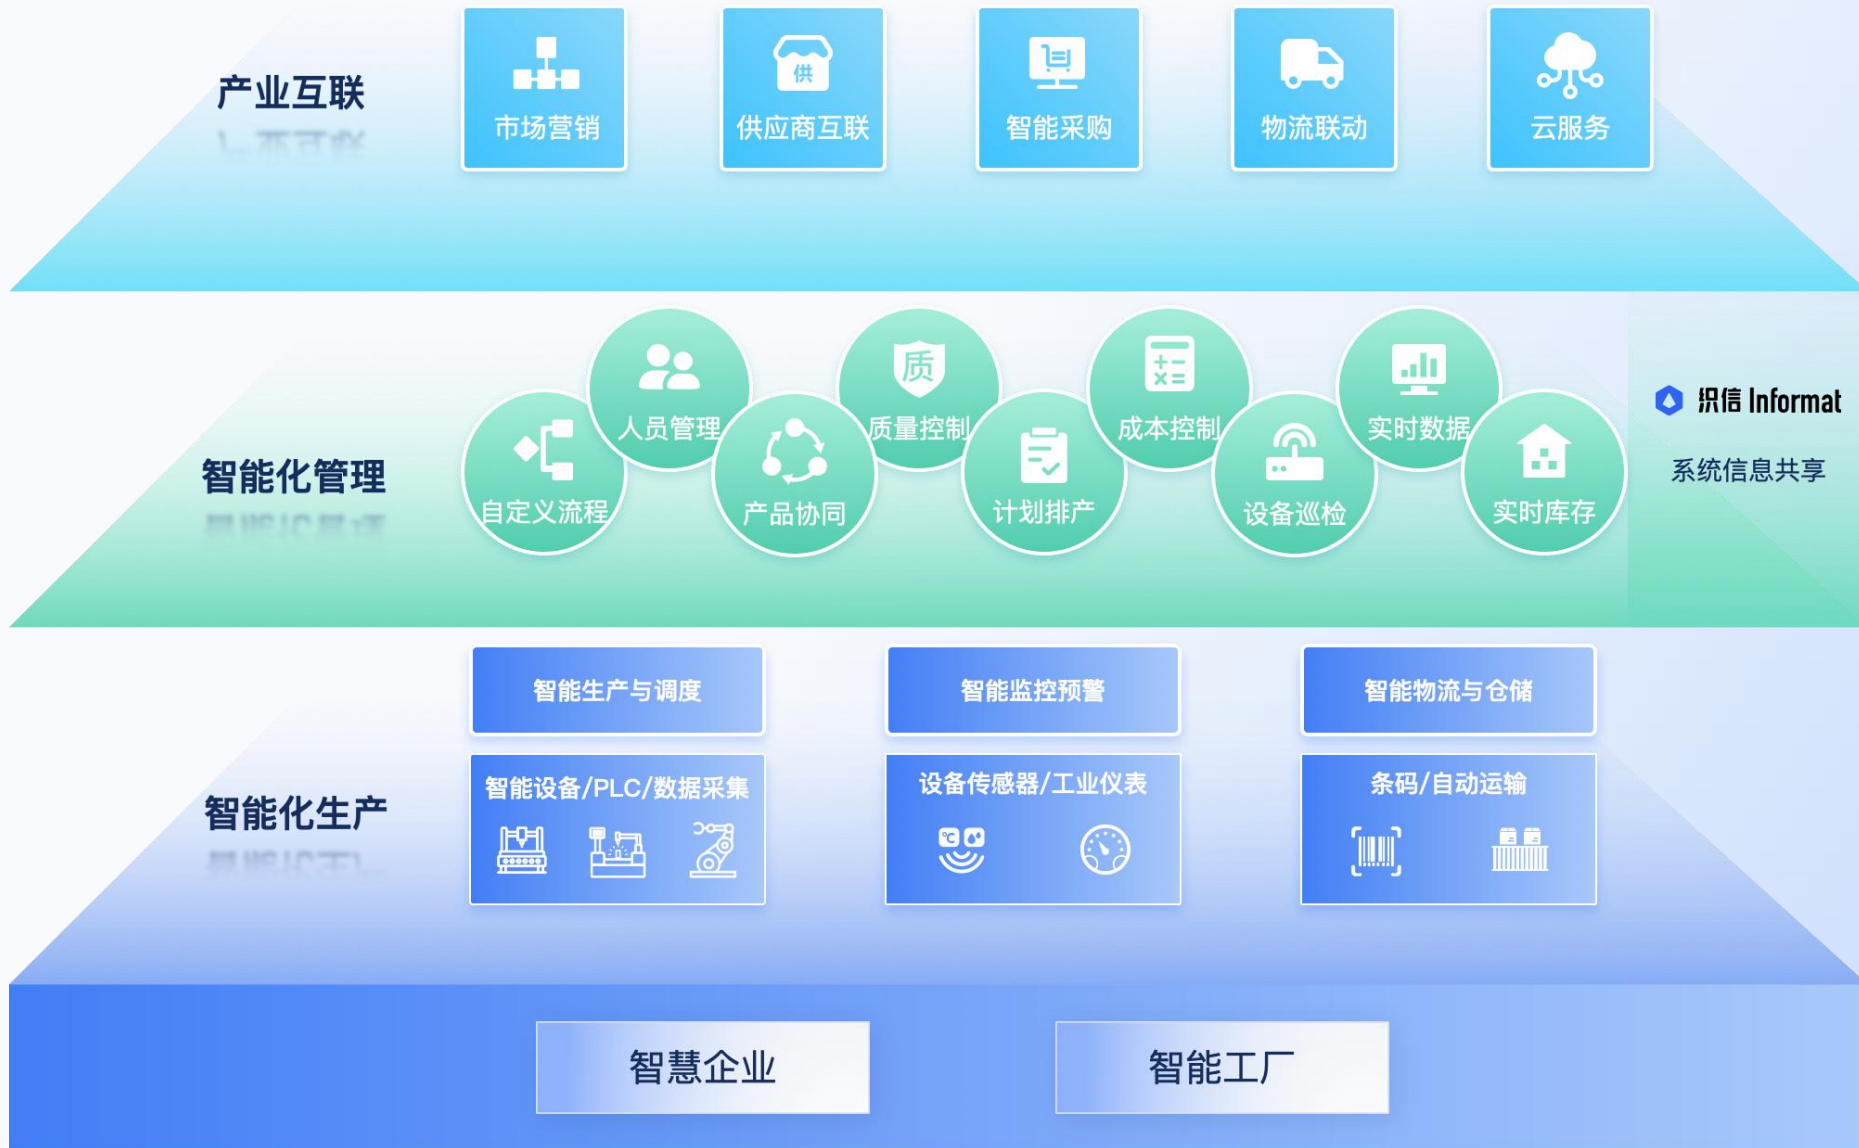 产业互联
市场营销
供
供应商互联
智能采购
物流联动
云服务
智能化管理
自定义流程
人员管理
产品协同
质
质量控制
计划排产
成本控制
设备巡检
实时数据
实时库存
织信 Informat
系统信息共享
智能化生产
智能生产与调度
智能监控预警
智能物流与仓储
智能设备/PLC/数据采集
设备传感器/工业仪表
℃
条码/自动运输
智慧企业
智能工厂